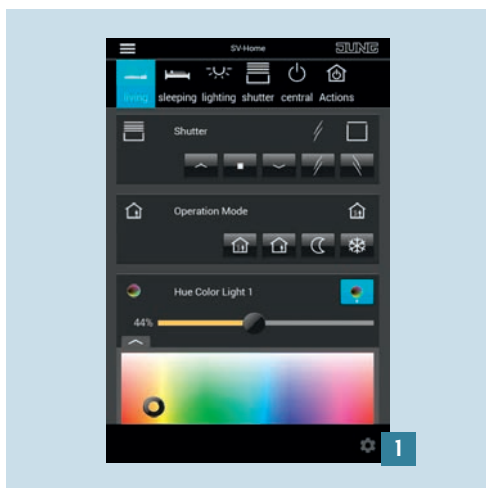 SV-Home JUNG
living sleeping lighting shutter central Actions
Shutter
Operation Mode
Hue Color Light 1
44%
1